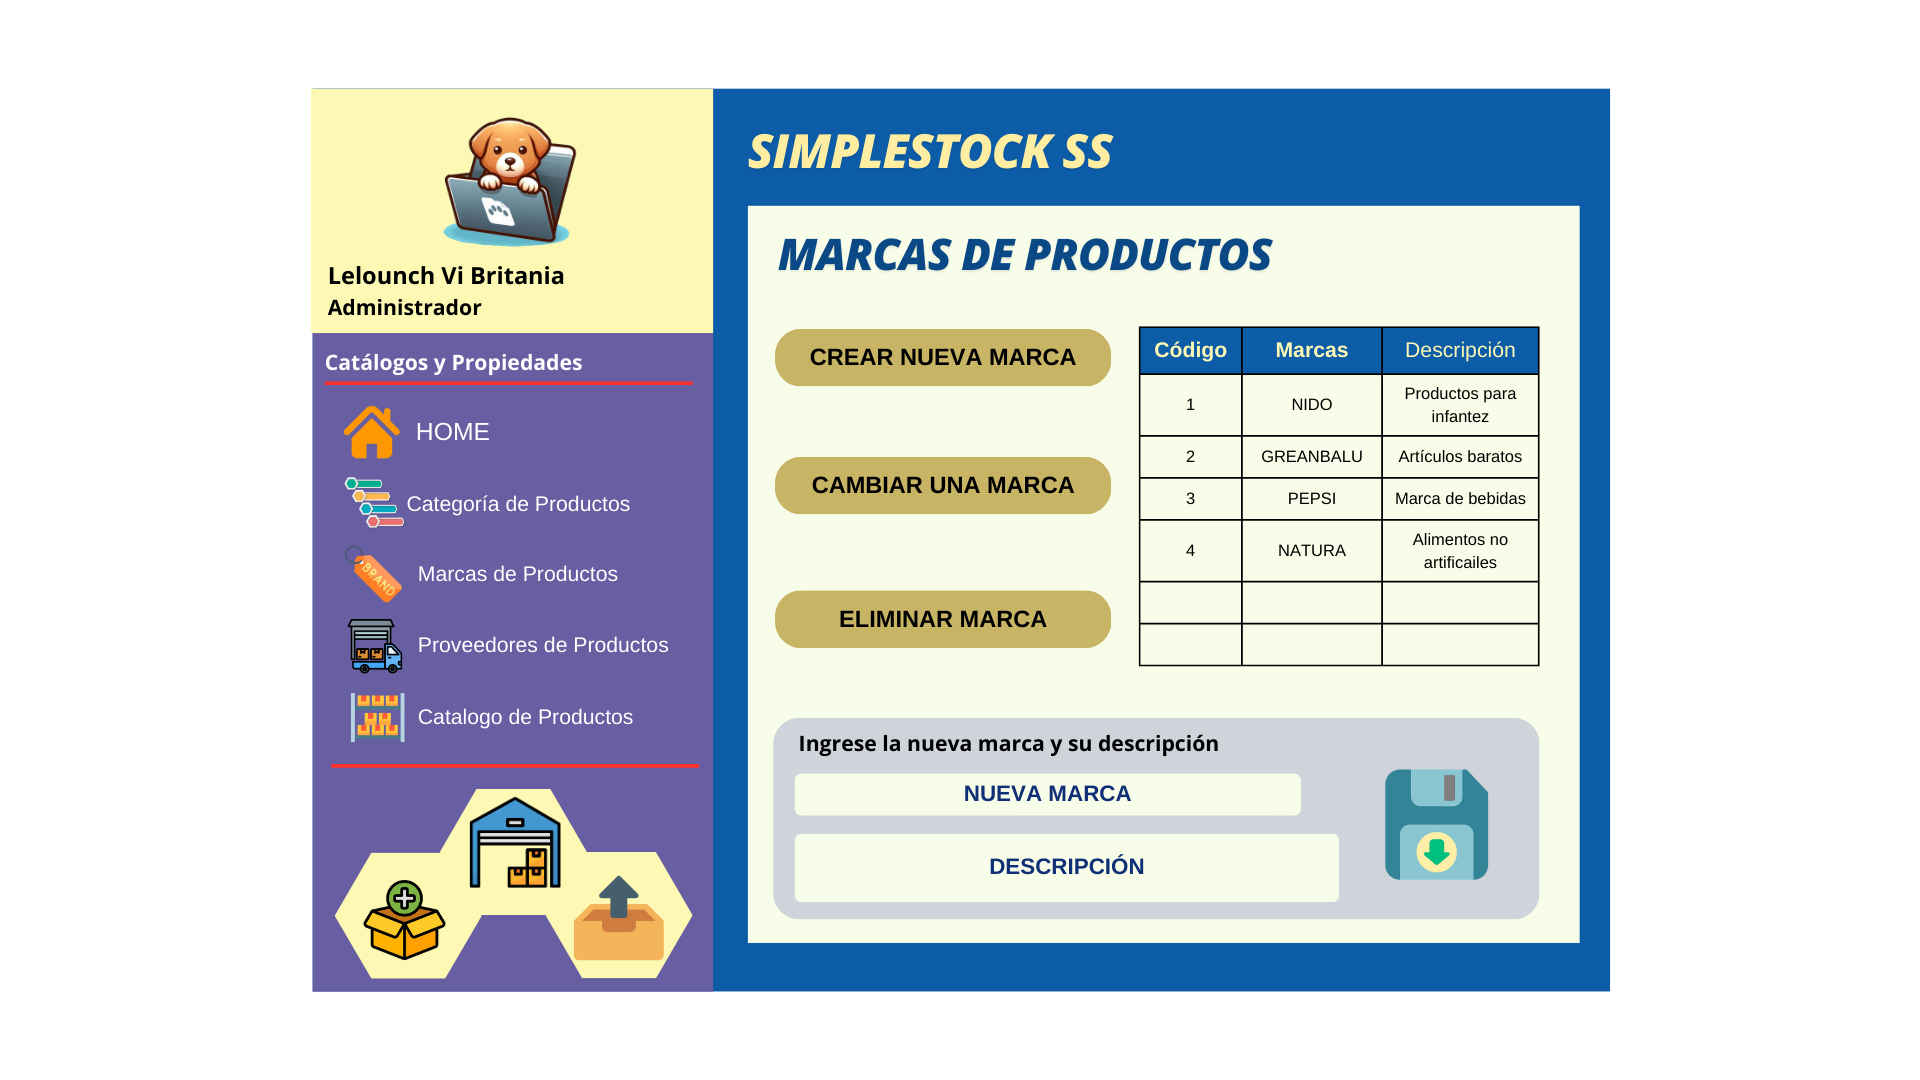 Lelounch Vi Britania
Administrador
Catálogos y Propiedades
HOME
Categoría de Productos
BRAND
Marcas de Productos
Proveedores de Productos
Catalogo de Productos
SIMPLESTOCK SS
MARCAS DE PRODUCTOS
CREAR NUEVA MARCA
CAMBIAR UNA MARCA
ELIMINAR MARCA
Código Marcas Descripción
1 NIDO Productos para
infantez
2 GREANBALU Artículos baratos
3 PEPSI Marca de bebidas
4 NATURA Alimentos no
artificailes
Ingrese la nueva marca y su descripción
NUEVA MARCA
DESCRIPCIÓN